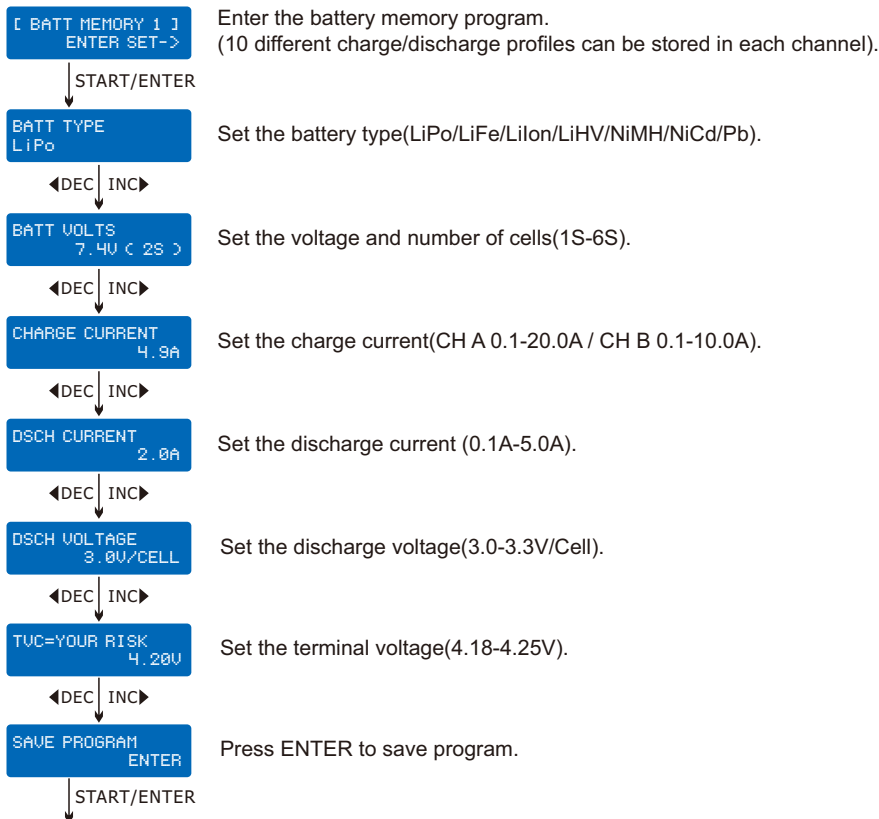 [ BATT MEMORY 1 ]
ENTER SET->
Enter the battery memory program.
(10 different charge/discharge profiles can be stored in each channel).
START/ENTER
BATT TYPE
LiPo
Set the battery type(LiPo/LiFe/LiIon/LiHV/NiMH/NiCd/Pb).
◀DEC INC▶
BATT VOLTS
7.4V ( 2S )
Set the voltage and number of cells(1S-6S).
◀DEC INC▶
CHARGE CURRENT
4.9A
Set the charge current(CH A 0.1-20.0A / CH B 0.1-10.0A).
◀DEC INC▶
DSCH CURRENT
2.0A
Set the discharge current (0.1A-5.0A).
◀DEC INC▶
DSCH VOLTAGE
3.0V/CELL
Set the discharge voltage(3.0-3.3V/Cell).
◀DEC INC▶
TVC=YOUR RISK
4.20V
Set the terminal voltage(4.18-4.25V).
◀DEC INC▶
SAVE PROGRAM
ENTER
Press ENTER to save program.
START/ENTER